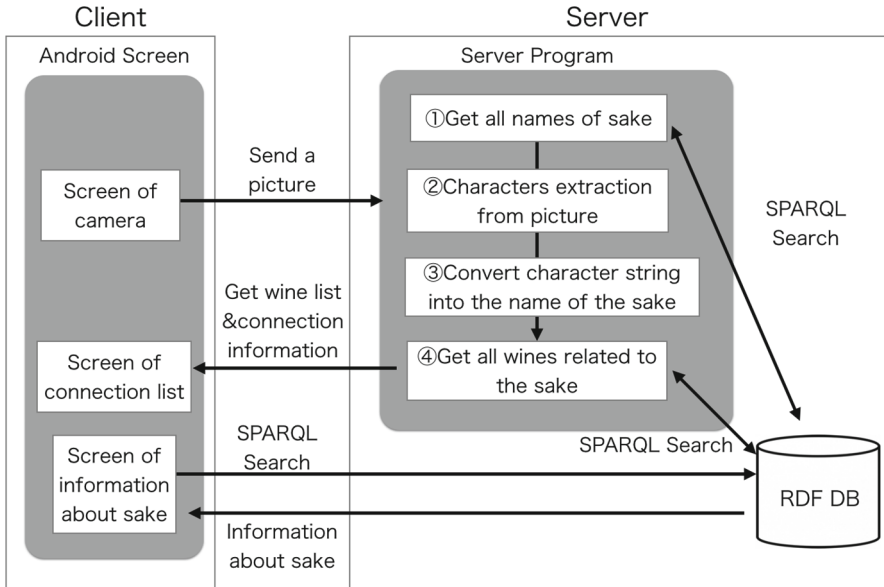 Client
Server
Android Screen
Server Program
①Get all names of sake
Send a
picture
Screen of
camera
②Characters extraction
from picture
SPARQL
Search
③Convert character string
into the name of the sake
Get wine list
&connection
information
Screen of
connection list
④Get all wines related to
the sake
SPARQL
Search
SPARQL Search
Screen of
information
about sake
RDF DB
Information
about sake